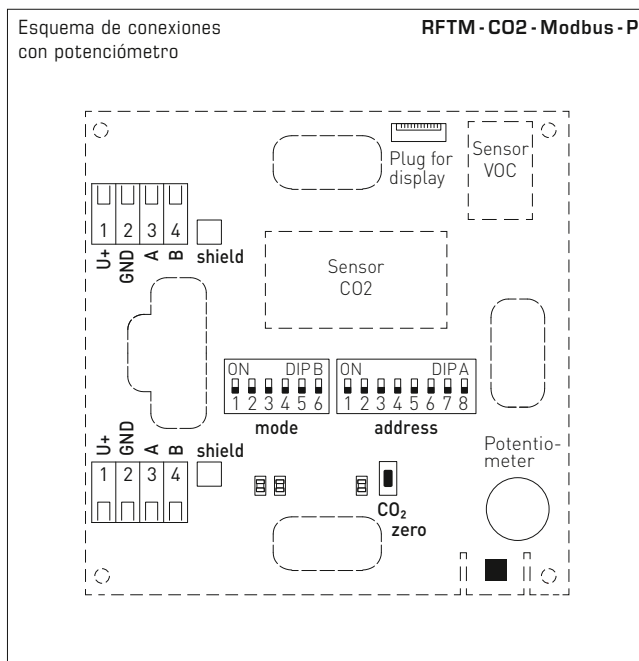 Esquema de conexiones
con potenciómetro
RFTM - CO2 - Modbus - P
Plug for
display
Sensor
VOC
1 2 3 4
U+ GND A B shield
Sensor
CO2
ON DIP B
1 2 3 4 5 6
mode
ON DIP A
1 2 3 4 5 6 7 8
address
U+ GND A B shield
1 2 3 4
CO₂
zero
Potentio-
meter